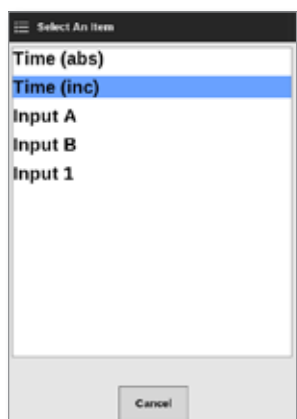 Select An Item
Time (abs)
Time (inc)
Input A
Input B
Input 1
Cancel